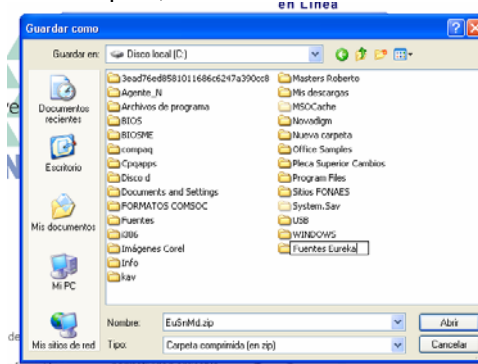 en Línea
Guardar como
Guardar en:
Disco local (C:)
Documentos recientes
Escritorio
Mis documentos
Mi PC
Mis sitios de red
3ead76ed8581011686c6247a390cc8
Agente_N
Archivos de programa
BIOS
BIOSME
compaq
Cpqapps
Disco d
Documents and Settings
FORMATOS COMSOC
Fuentes
i386
Imágenes Corel
Info
kav
Masters Roberto
Mis descargas
MSOCache
Novadigm
Nueva carpeta
Office Samples
Pleca Superior Cambios
Program Files
Sitios FONAES
System.Sav
USB
WINDOWS
Fuentes Eureka
Nombre:
EuSnMd.zip
Abrir
Tipo:
Carpeta comprimida (en zip)
Cancelar